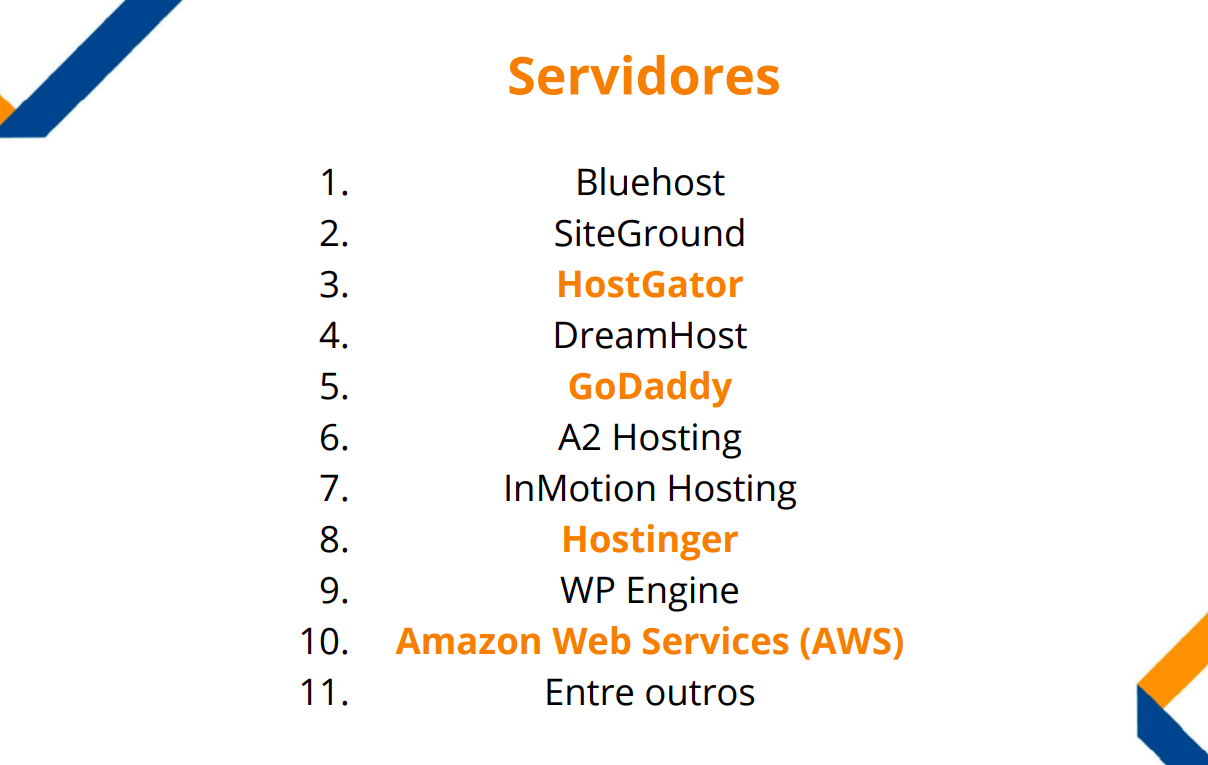 Servidores
1. Bluehost
2. SiteGround
3. HostGator
4. DreamHost
5. GoDaddy
6. A2 Hosting
7. InMotion Hosting
8. Hostinger
9. WP Engine
10. Amazon Web Services (AWS)
11. Entre outros